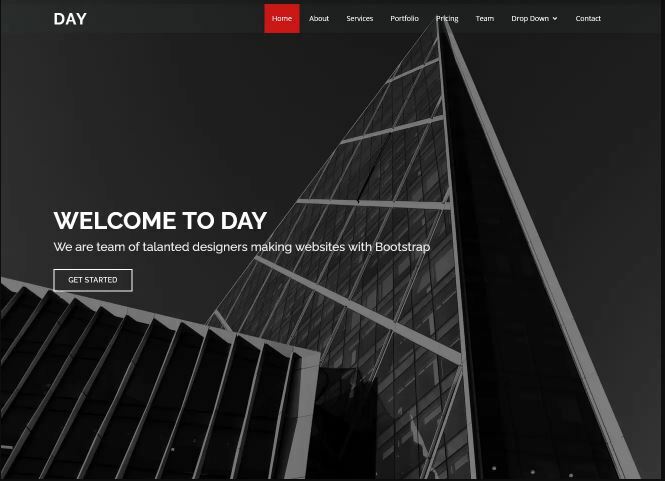 DAY
Home About Services Portfolio Pricing Team Drop Down Contact
WELCOME TO DAY
We are team of talanted designers making websites with Bootstrap
GET STARTED